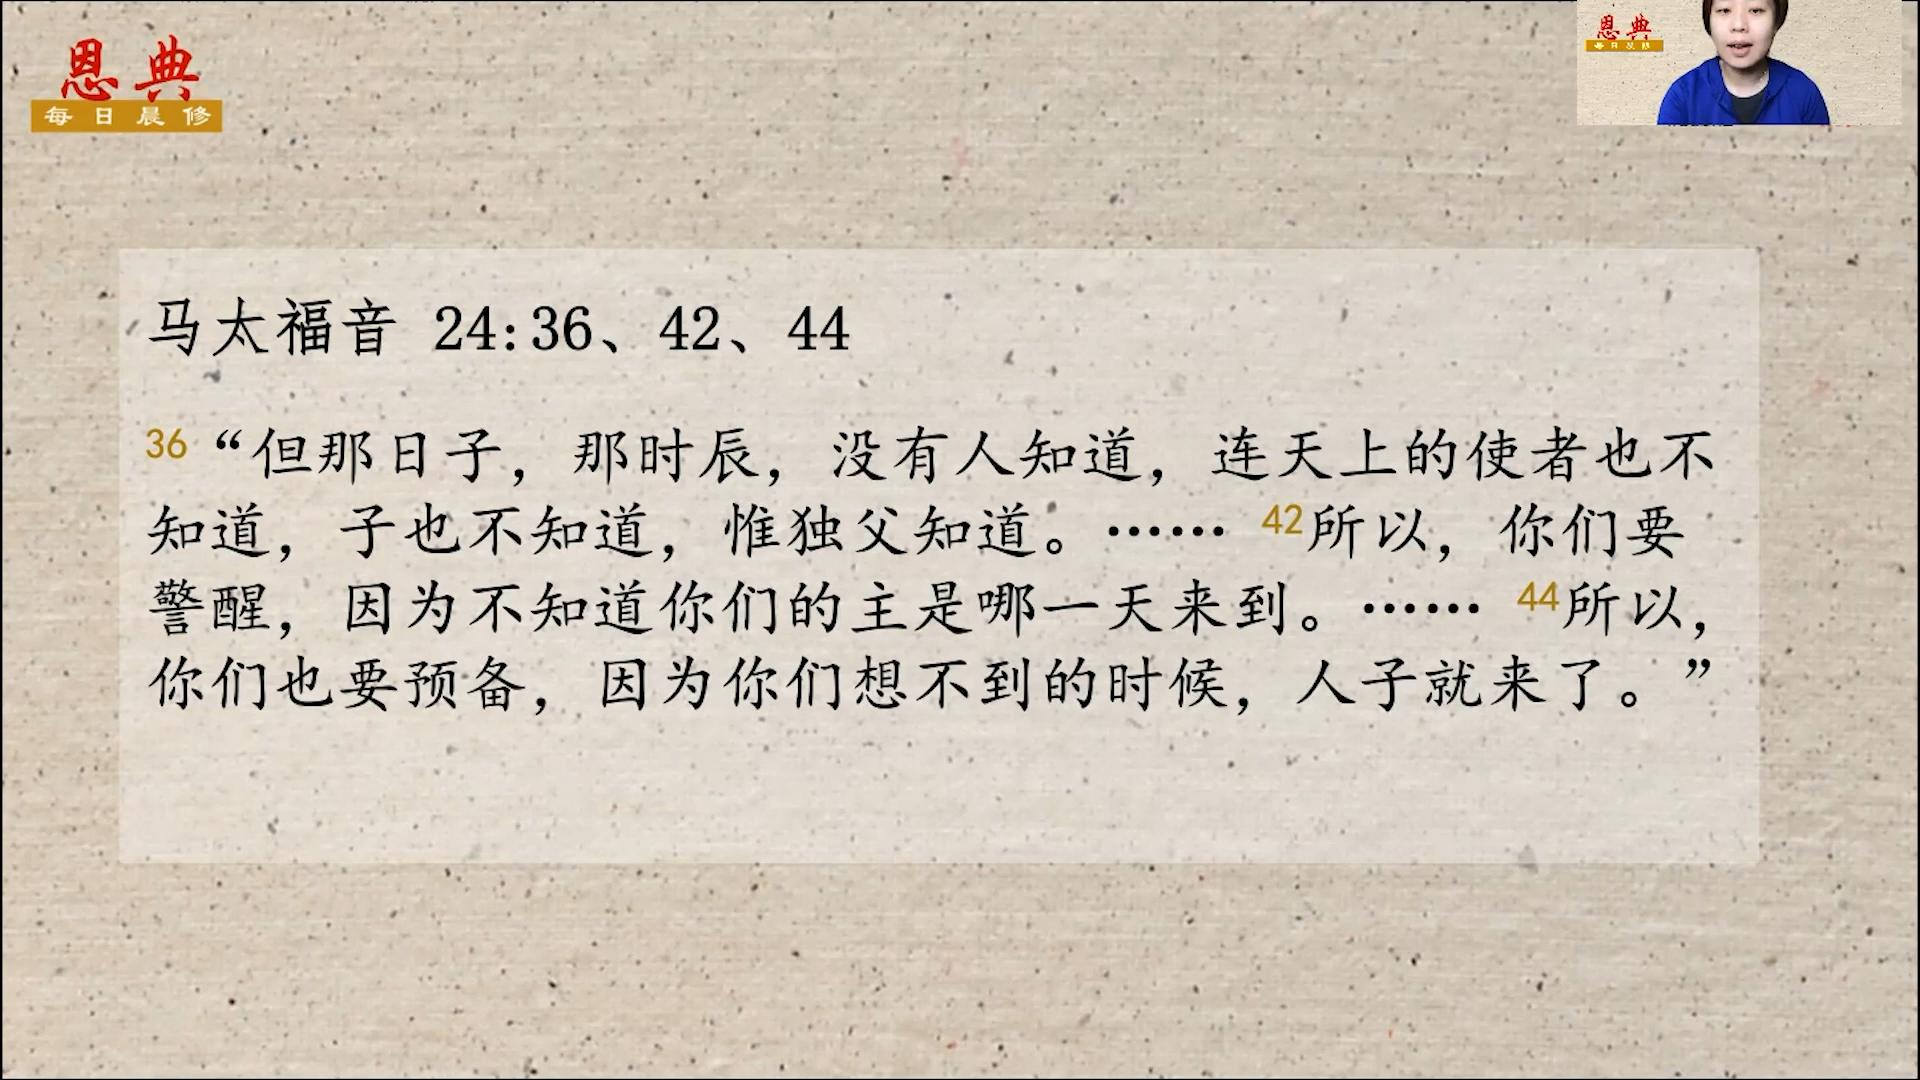 恩典
每日晨修
恩典
每日晨修
马太福音 24:36、42、44
36 “但那日子，那时辰，没有人知道，连天上的使者也不
知道，子也不知道，惟独父知道。…… 42所以，你们要
警醒，因为不知道你们的主是哪一天来到。…… 44所以，
你们也要预备，因为你们想不到的时候，人子就来了。”